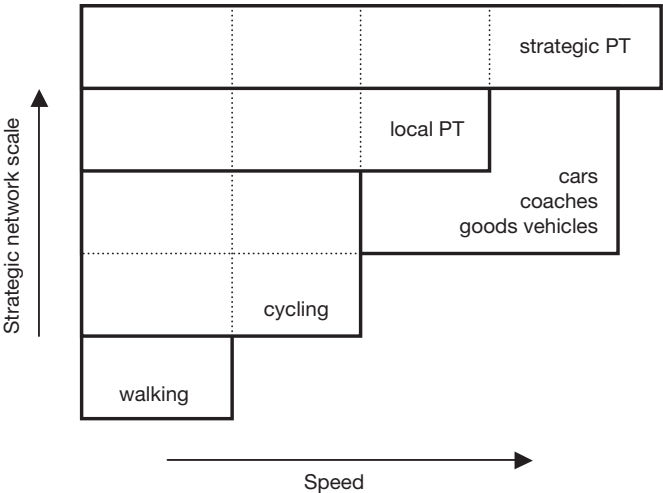 strategic PT
local PT
cars
coaches
goods vehicles
cycling
walking
Strategic network scale
Speed